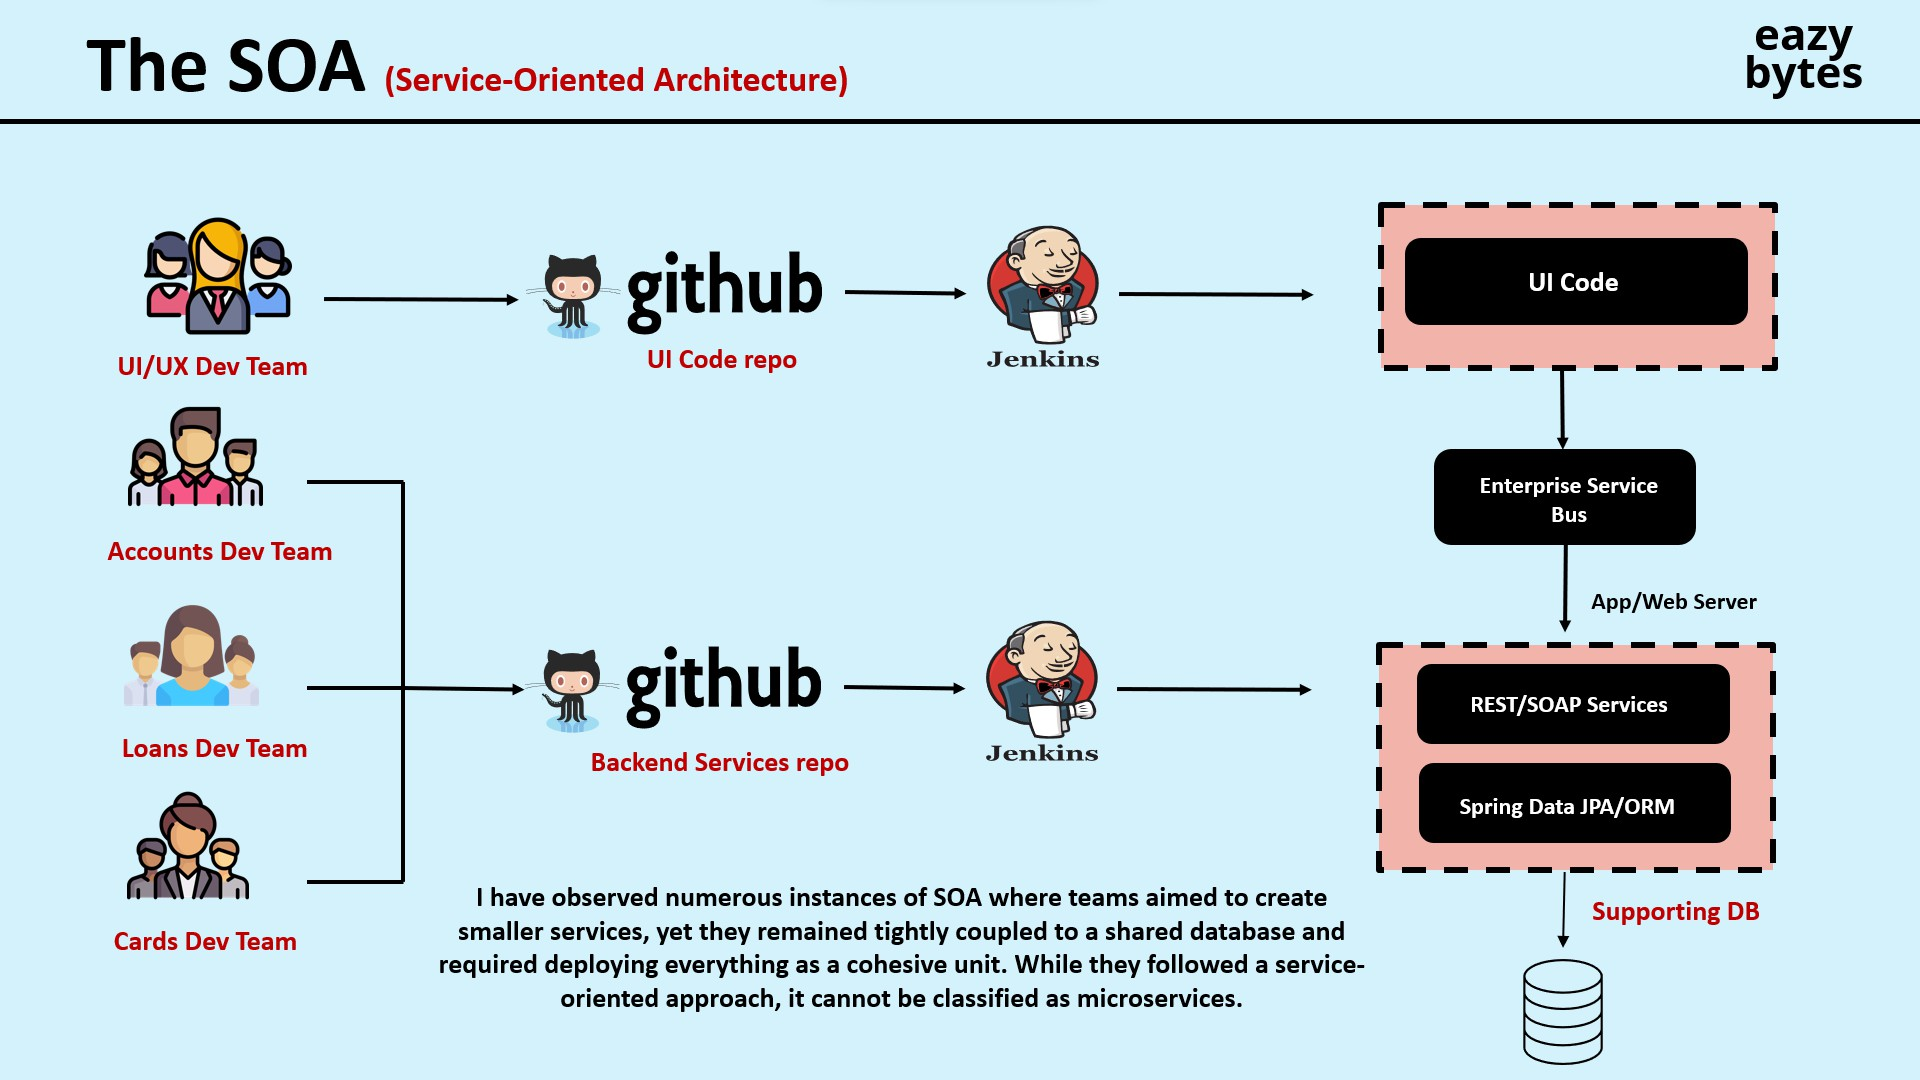 The SOA (Service-Oriented Architecture)
eazy
bytes
UI/UX Dev Team
github
UI Code repo
Jenkins
UI Code
Accounts Dev Team
Enterprise Service
Bus
App/Web Server
Loans Dev Team
github
Backend Services repo
Jenkins
REST/SOAP Services
Spring Data JPA/ORM
Cards Dev Team
Supporting DB
I have observed numerous instances of SOA where teams aimed to create
smaller services, yet they remained tightly coupled to a shared database and
required deploying everything as a cohesive unit. While they followed a service-
oriented approach, it cannot be classified as microservices.